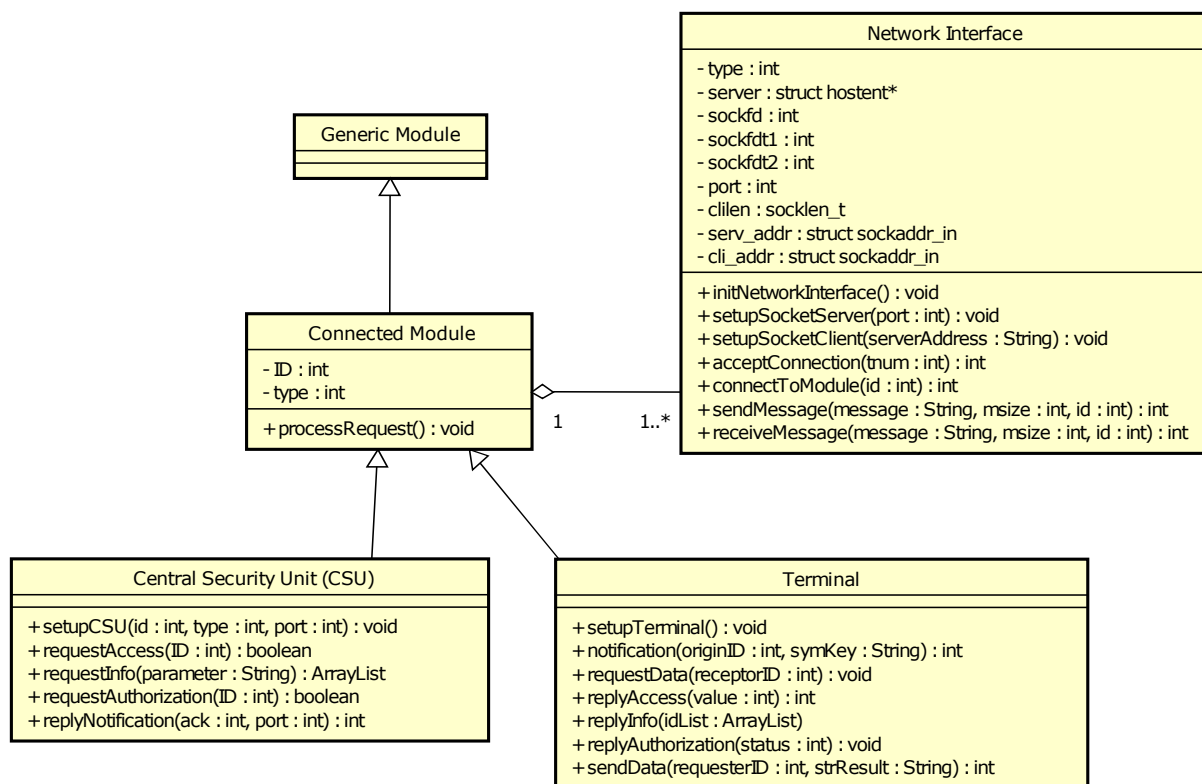 Network Interface
- type : int
- server : struct hostent*
- sockfd : int
- sockfdt1 : int
- sockfdt2 : int
- port : int
- clilen : socklen_t
- serv_addr : struct sockaddr_in
- cli_addr : struct sockaddr_in
+ initNetworkInterface() : void
+ setupSocketServer(port : int) : void
+ setupSocketClient(serverAddress : String) : void
+ acceptConnection(tnum : int) : int
+ connectToModule(id : int) : int
+ sendMessage(message : String, msize : int, id : int) : int
+ receiveMessage(message : String, msize : int, id : int) : int
Generic Module
Connected Module
- ID : int
- type : int
+ processRequest() : void
1
1..*
Central Security Unit (CSU)
+ setupCSU(id : int, type : int, port : int) : void
+ requestAccess(ID : int) : boolean
+ requestInfo(parameter : String) : ArrayList
+ requestAuthorization(ID : int) : boolean
+ replyNotification(ack : int, port : int) : int
Terminal
+ setupTerminal() : void
+ notification(originID : int, symKey : String) : int
+ requestData(receptorID : int) : void
+ replyAccess(value : int) : int
+ replyInfo(idList : ArrayList)
+ replyAuthorization(status : int) : void
+ sendData(requesterID : int, strResult : String) : int